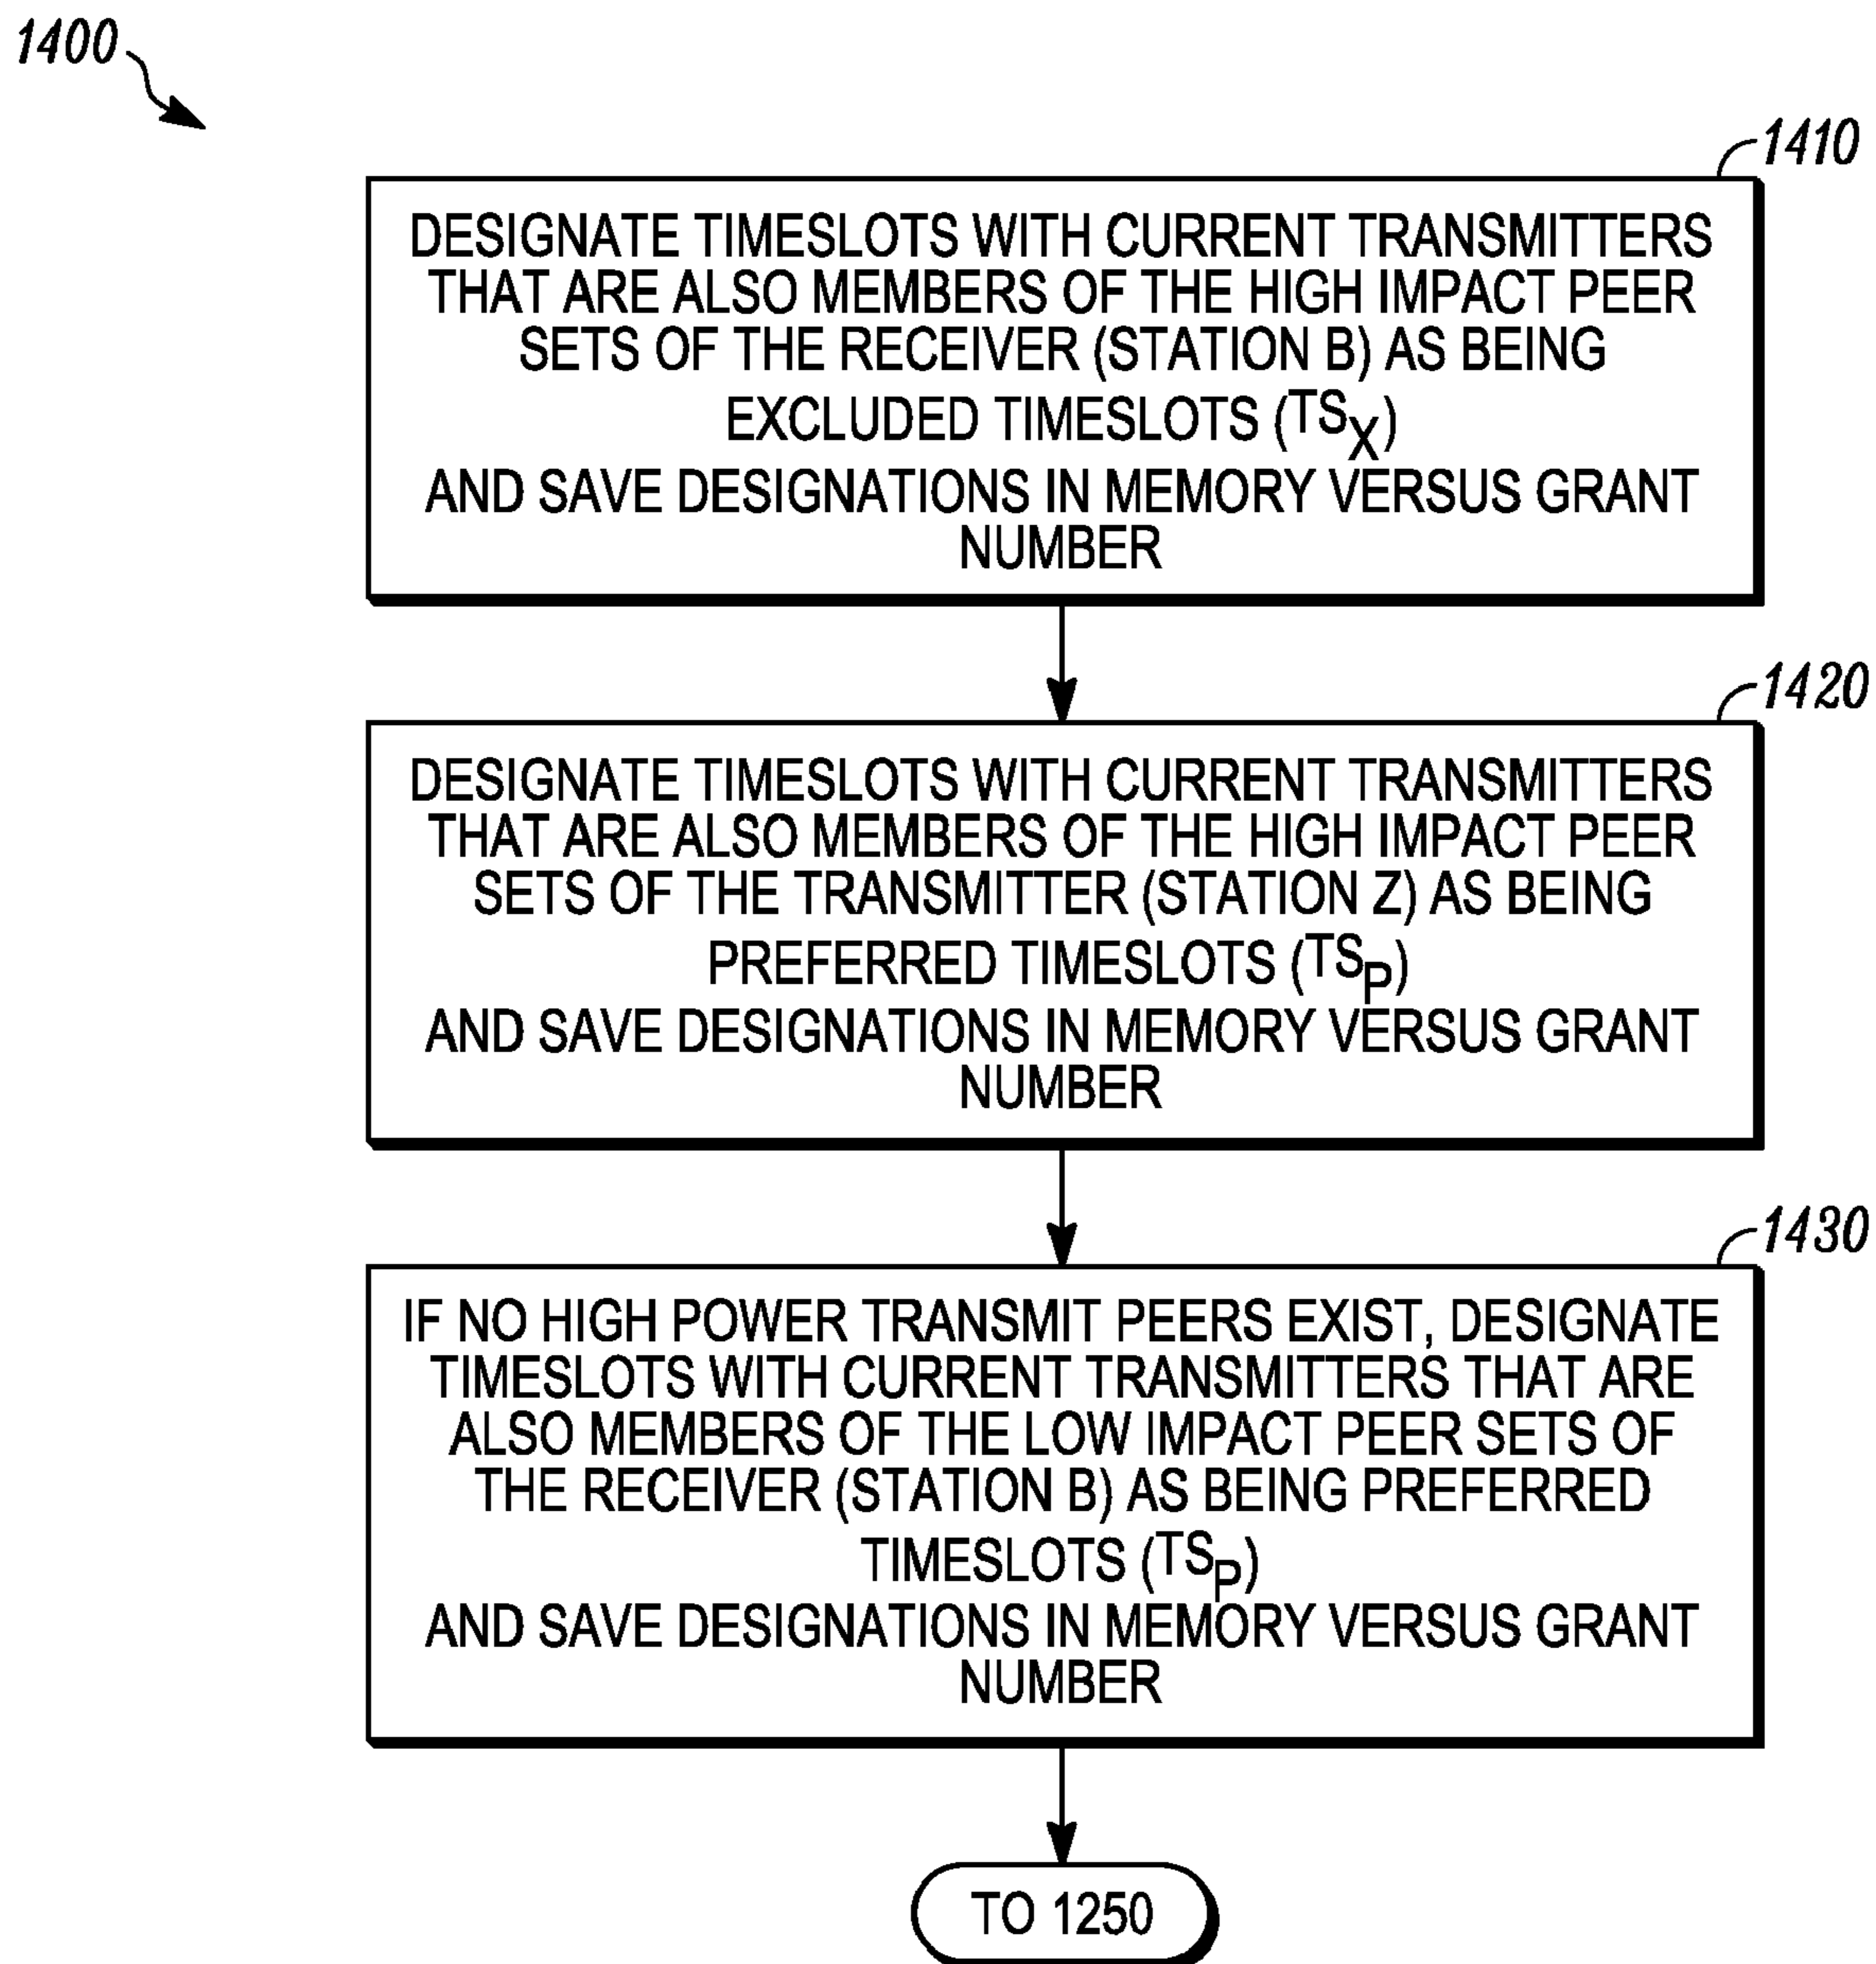 1400
1410
DESIGNATE TIMESLOTS WITH CURRENT TRANSMITTERS
THAT ARE ALSO MEMBERS OF THE HIGH IMPACT PEER
SETS OF THE RECEIVER (STATION B) AS BEING
EXCLUDED TIMESLOTS (TSX)
AND SAVE DESIGNATIONS IN MEMORY VERSUS GRANT
NUMBER
1420
DESIGNATE TIMESLOTS WITH CURRENT TRANSMITTERS
THAT ARE ALSO MEMBERS OF THE HIGH IMPACT PEER
SETS OF THE TRANSMITTER (STATION Z) AS BEING
PREFERRED TIMESLOTS (TSP)
AND SAVE DESIGNATIONS IN MEMORY VERSUS GRANT
NUMBER
1430
IF NO HIGH POWER TRANSMIT PEERS EXIST, DESIGNATE
TIMESLOTS WITH CURRENT TRANSMITTERS THAT ARE
ALSO MEMBERS OF THE LOW IMPACT PEER SETS OF
THE RECEIVER (STATION B) AS BEING PREFERRED
TIMESLOTS (TSP)
AND SAVE DESIGNATIONS IN MEMORY VERSUS GRANT
NUMBER
TO 1250